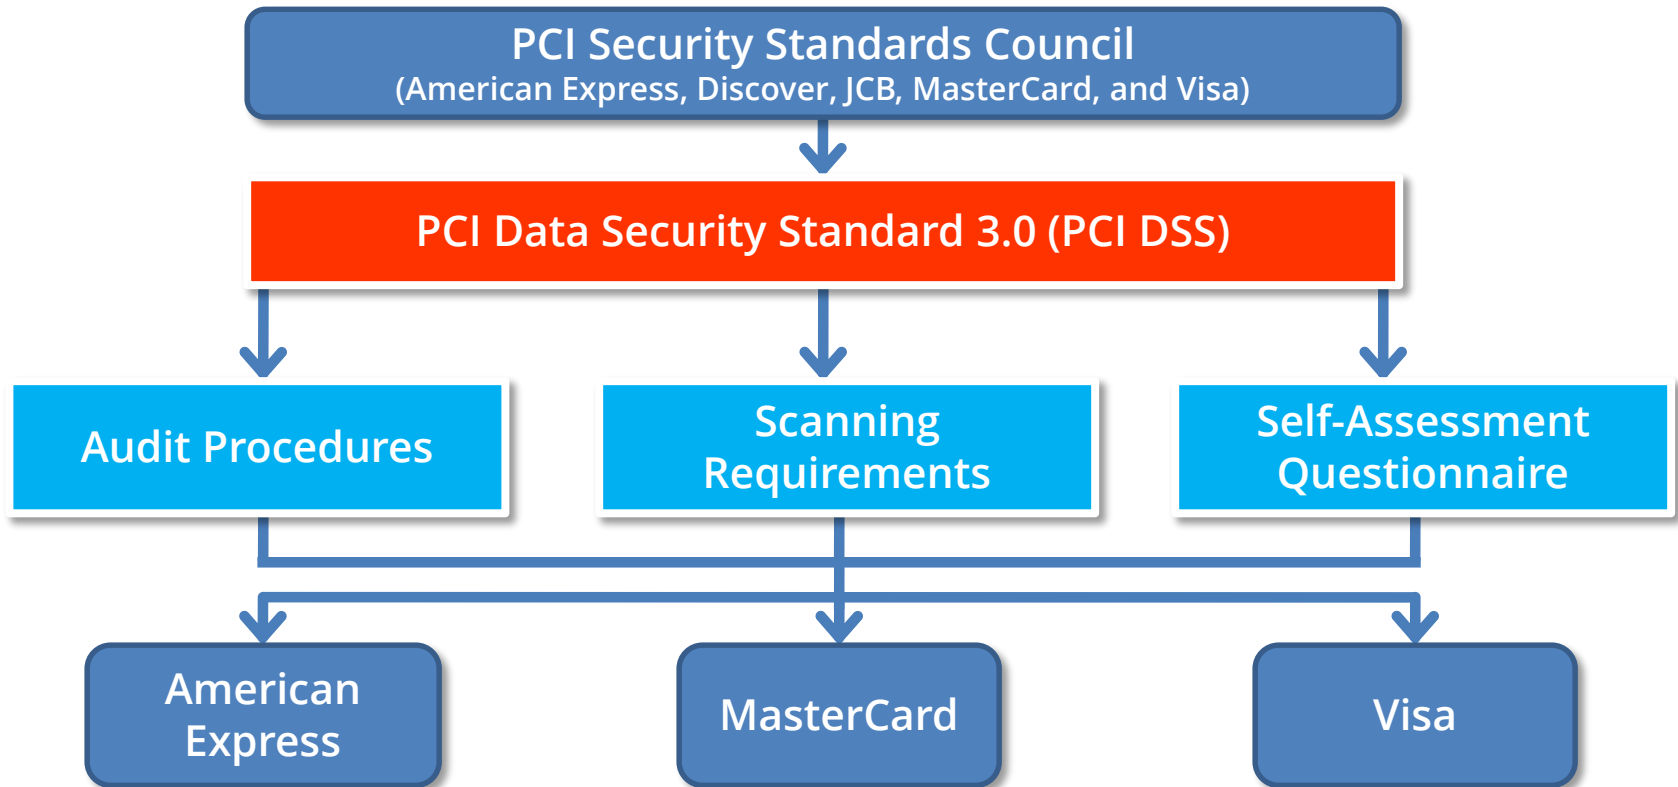 PCI Security Standards Council
(American Express, Discover, JCB, MasterCard, and Visa)
PCI Data Security Standard 3.0 (PCI DSS)
Audit Procedures
Scanning
Requirements
Self-Assessment
Questionnaire
American
Express
MasterCard
Visa